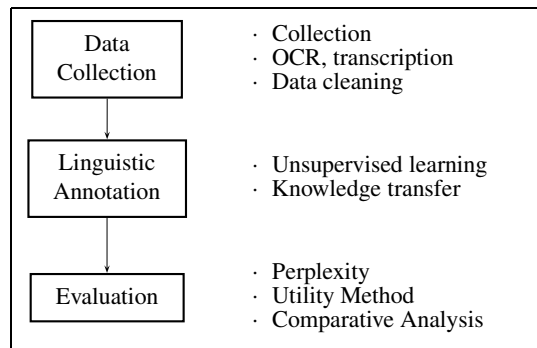 Data
Collection
· Collection
· OCR, transcription
· Data cleaning
Linguistic
Annotation
· Unsupervised learning
· Knowledge transfer
Evaluation
· Perplexity
· Utility Method
· Comparative Analysis